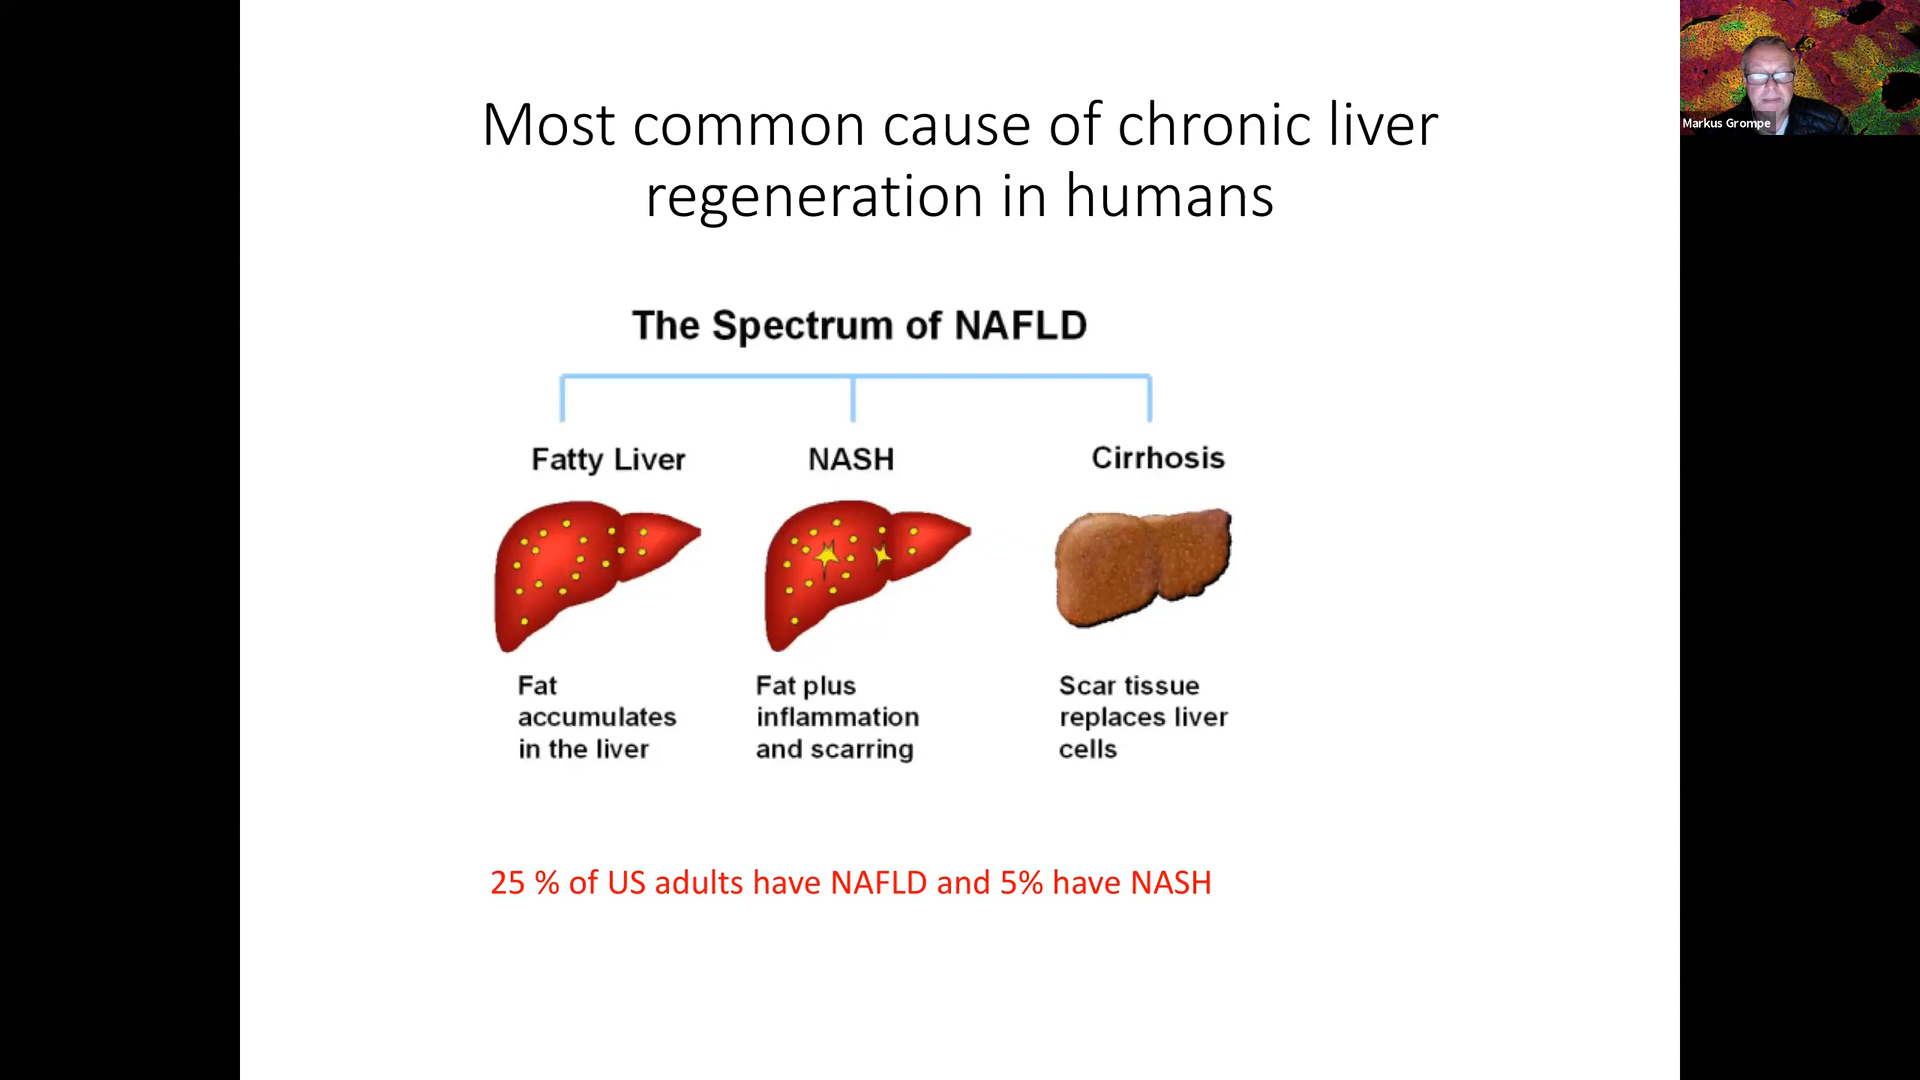 Most common cause of chronic liver
regeneration in humans
Markus Grompe
The Spectrum of NAFLD
Fatty Liver
NASH
Cirrhosis
Fat
accumulates
in the liver
Fat plus
inflammation
and scarring
Scar tissue
replaces liver
cells
25 % of US adults have NAFLD and 5% have NASH